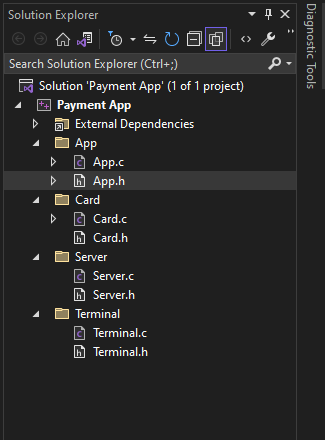 Solution Explorer
Diagnostic Tools
Search Solution Explorer (Ctrl+;)
Solution 'Payment App' (1 of 1 project)
Payment App
External Dependencies
App
App.c
App.h
Card
Card.c
Card.h
Server
Server.c
Server.h
Terminal
Terminal.c
Terminal.h